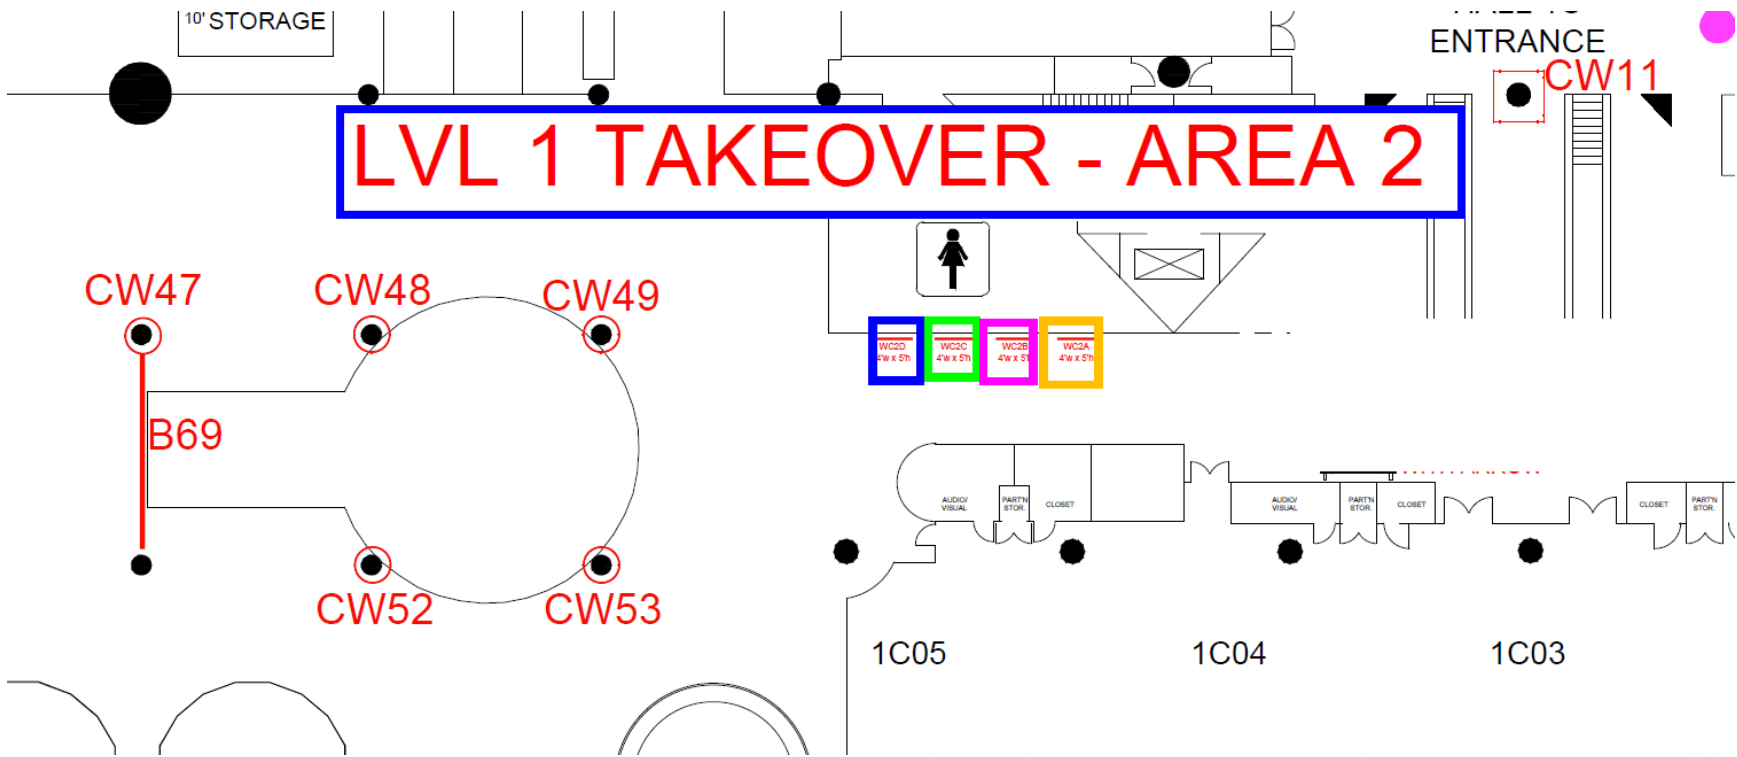 10' STORAGE
ENTRANCE
CW11
LVL 1 TAKEOVER - AREA 2
CW47
CW48
CW49
WC2D
4'w x 5'h
WC2C
4'w x 5'h
WC2B
4'w x 5'
WC2A
4'w x 5'h
B69
AUDIO/
VISUAL
PART'N
STOR.
CLOSET
AUDIO/
VISUAL
PART'N
STOR.
CLOSET
CLOSET
PART'N
STOR.
CW52
CW53
1C05
1C04
1C03